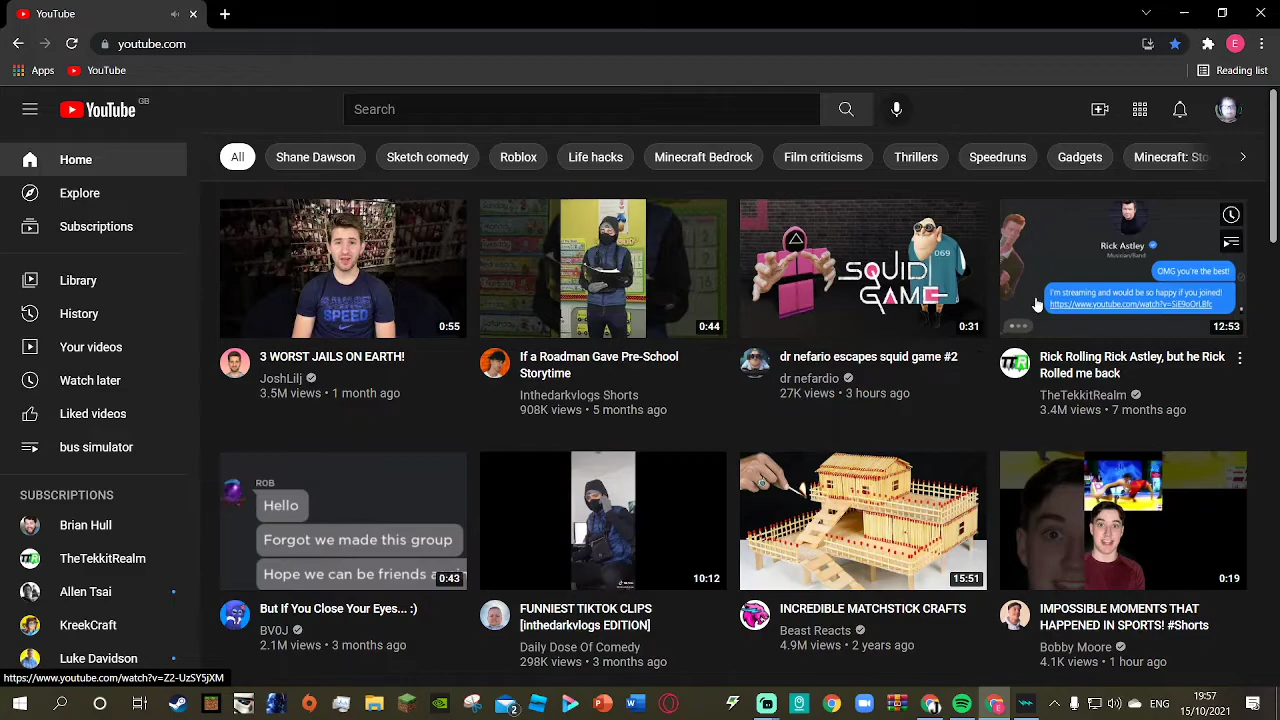 YouTube
youtube.com
Apps
YouTube
Reading list
E
YouTube GB
Search
Home
Explore
Subscriptions
Library
History
Your videos
Watch later
Liked videos
bus simulator
SUBSCRIPTIONS
Brian Hull
TheTekkitRealm
Allen Tsai
KreekCraft
Luke Davidson
All
Shane Dawson
Sketch comedy
Roblox
Life hacks
Minecraft Bedrock
Film criticisms
Thrillers
Speedruns
Gadgets
Minecraft: Sto
SPEED
0:55
3 WORST JAILS ON EARTH!
JoshLilj
3.5M views • 1 month ago
0:44
If a Roadman Gave Pre-School
Storytime
Inthedarkvlogs Shorts
908K views • 5 months ago
069
SQUID
GAME
0:31
dr nefario escapes squid game #2
dr nefardio
27K views • 3 hours ago
Rick Astley
Musician/Band
OMG you're the best!
I'm streaming and would be so happy if you joined!
12:53
Rick Rolling Rick Astley, but he Rick
Rolled me back
TheTekkitRealm
3.4M views • 7 months ago
ROB
Hello
Forgot we made this group
Hope we can be friends
0:43
But If You Close Your Eyes... :)
BV0J
2.1M views • 3 months ago
10:12
FUNNIEST TIKTOK CLIPS
[inthedarkvlogs EDITION]
Daily Dose Of Comedy
298K views • 3 months ago
15:51
INCREDIBLE MATCHSTICK CRAFTS
Beast Reacts
4.9M views • 2 years ago
0:19
IMPOSSIBLE MOMENTS THAT
HAPPENED IN SPORTS! #Shorts
Bobby Moore
4.1K views • 1 hour ago
https://www.youtube.com/watch?v=Z2-UzSY5jXM
2
ENG
19:57
15/10/2021